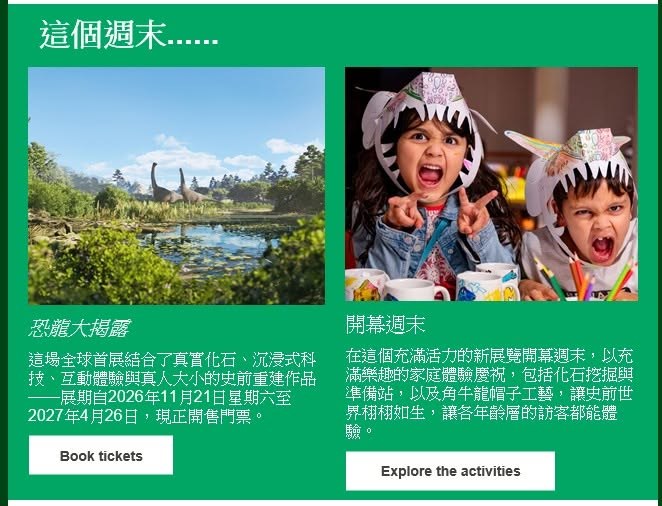 這個週末......
恐龍大揭露
這場全球首展結合了真實化石、沉浸式科
技、互動體驗與真人大小的史前重建作品
——展期自2026年11月21日星期六至
2027年4月26日，現正開售門票。
Book tickets
開幕週末
在這個充滿活力的新展覽開幕週末，以充
滿樂趣的家庭體驗慶祝，包括化石挖掘與
準備站，以及角牛龍帽子工藝，讓史前世
界栩栩如生，讓各年齡層的訪客都能體
驗。
Explore the activities